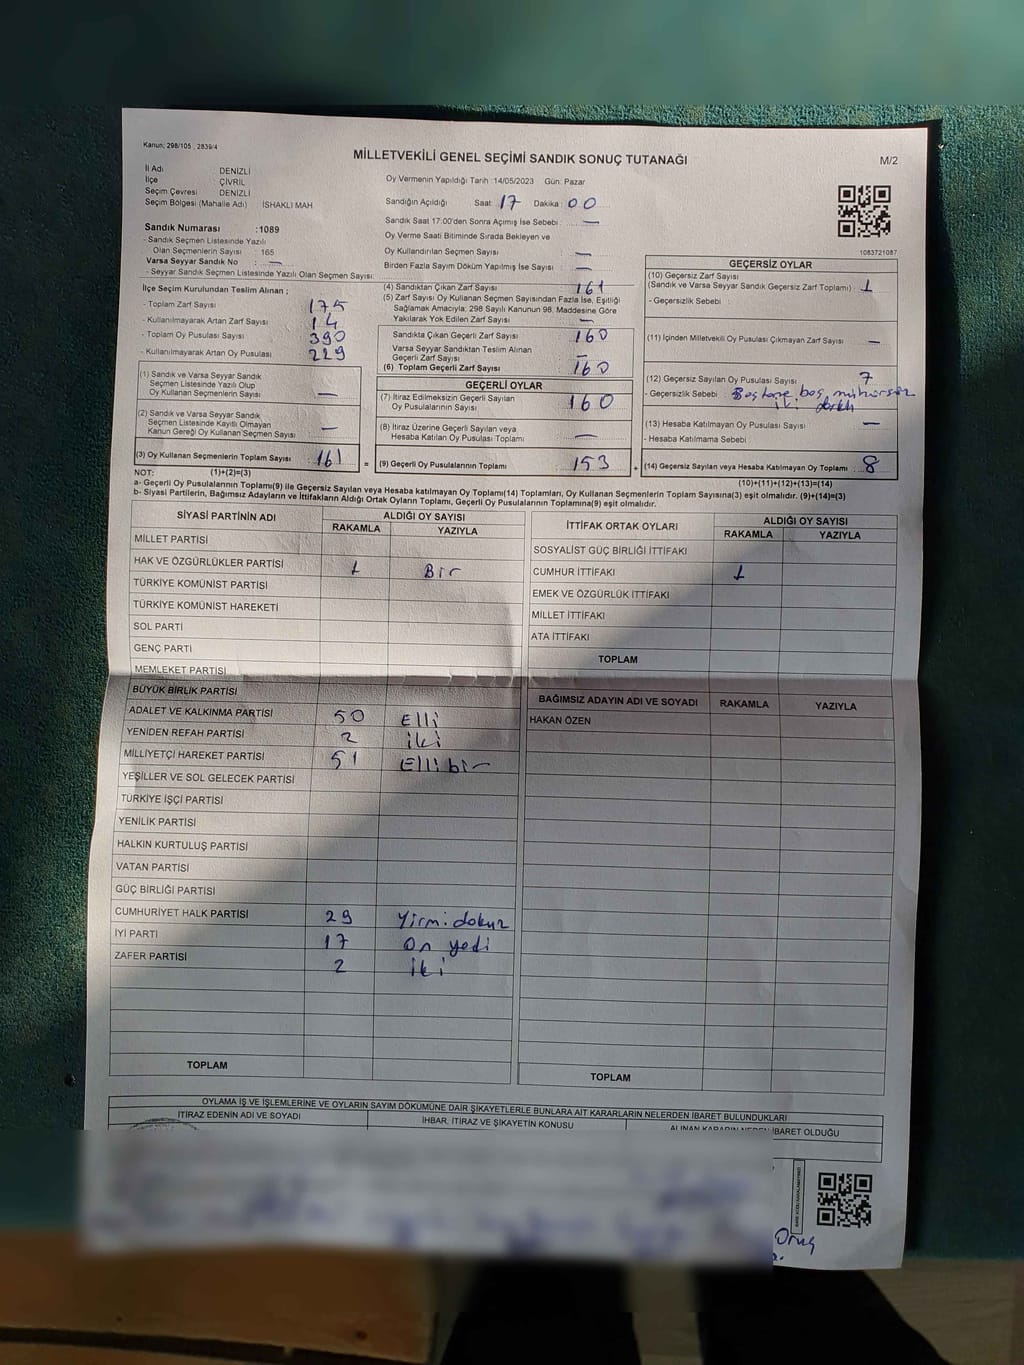 Kanun; 298/105 , 2839/4
MİLLETVEKİLİ GENEL SEÇİMİ SANDIK SONUÇ TUTANAĞI
M/2
İl Adı DENİZLİ
İlçe ÇİVRİL
Seçim Çevresi DENİZLİ
Seçim Bölgesi (Mahalle Adı) İSHAKLI MAH
Oy Vermenin Yapıldığı Tarih :14/05/2023 Gün: Pazar
Sandığın Açıldığı Saat 17 Dakika 00
Sandık Saat 17:00'den Sonra Açımış İse Sebebi : —
Oy Verme Saati Bitiminde Sırada Bekleyen ve
Oy Kullandırılan Seçmen Sayısı : —
Birden Fazla Sayım Döküm Yapılmış İse Sayısı : —
Sandık Numarası : 1089
- Sandık Seçmen Listesinde Yazılı
Olan Seçmenlerin Sayısı : 165
Varsa Seyyar Sandık No : —
- Seyyar Sandık Seçmen Listesinde Yazılı Olan Seçmen Sayısı:
1083721087
İlçe Seçim Kurulundan Teslim Alınan ;
- Toplam Zarf Sayısı : 175
- Kullanılmayarak Artan Zarf Sayısı : 14
- Toplam Oy Pusulası Sayısı : 390
- Kullanılmayarak Artan Oy Pusulası : 229
(1) Sandık ve Varsa Seyyar Sandık
Seçmen Listesinde Yazılı Olup
Oy Kullanan Seçmenlerin Sayısı : —
(2) Sandık ve Varsa Seyyar Sandık
Seçmen Listesinde Kayıtlı Olmayan
Kanun Gereği Oy Kullanan Seçmen Sayısı : —
(3) Oy Kullanan Seçmenlerin Toplam Sayısı : 161
(4) Sandıktan Çıkan Zarf Sayısı : 161
(5) Zarf Sayısı Oy Kullanan Seçmen Sayısından Fazla İse, Eşitliği
Sağlamak Amacıyla; 298 Sayılı Kanunun 98. Maddesine Göre
Yakılarak Yok Edilen Zarf Sayısı : —
Sandıkta Çıkan Geçerli Zarf Sayısı : 160
Varsa Seyyar Sandıktan Teslim Alınan
Geçerli Zarf Sayısı : —
(6) Toplam Geçerli Zarf Sayısı : 160
GEÇERLİ OYLAR
(7) İtiraz Edilmeksizin Geçerli Sayılan
Oy Pusulalarının Sayısı : 160
(8) İtiraz Üzerine Geçerli Sayılan veya
Hesaba Katılan Oy Pusulası Toplamı : —
= (9) Geçerli Oy Pusulalarının Toplamı : 153
GEÇERSİZ OYLAR
(10) Geçersiz Zarf Sayısı
(Sandık ve Varsa Seyyar Sandık Geçersiz Zarf Toplamı) : 1
- Geçersizlik Sebebi :
(11) İçinden Milletvekili Oy Pusulası Çıkmayan Zarf Sayısı : —
(12) Geçersiz Sayılan Oy Pusulası Sayısı : 7
- Geçersizlik Sebebi : Beş tane boş, mühürsüz
iki
(13) Hesaba Katılmayan Oy Pusulası Sayısı : —
- Hesaba Katılmama Sebebi :
+ (14) Geçersiz Sayılan veya Hesaba Katılmayan Oy Toplamı : 8
NOT: (1)+(2)=(3)
(10)+(11)+(12)+(13)=(14)
a- Geçerli Oy Pusulalarının Toplamı(9) ile Geçersiz Sayılan veya Hesaba katılmayan Oy Toplamı(14) Toplamları, Oy Kullanan Seçmenlerin Toplam Sayısına(3) eşit olmalıdır. (9)+(14)=(3)
b- Siyasi Partilerin, Bağımsız Adayların ve İttifakların Aldığı Ortak Oyların Toplamı, Geçerli Oy Pusulalarının Toplamına(9) eşit olmalıdır.
SİYASİ PARTİNİN ADI
ALDIĞI OY SAYISI
RAKAMLA YAZIYLA
MİLLET PARTİSİ
HAK VE ÖZGÜRLÜKLER PARTİSİ 1 Bir
TÜRKİYE KOMÜNİST PARTİSİ
TÜRKİYE KOMÜNİST HAREKETİ
SOL PARTİ
GENÇ PARTİ
MEMLEKET PARTİSİ
BÜYÜK BİRLİK PARTİSİ
ADALET VE KALKINMA PARTİSİ 50 Elli
YENİDEN REFAH PARTİSİ 2 iki
MİLLİYETÇİ HAREKET PARTİSİ 51 Ellibir
YEŞİLLER VE SOL GELECEK PARTİSİ
TÜRKİYE İŞÇİ PARTİSİ
YENİLİK PARTİSİ
HALKIN KURTULUŞ PARTİSİ
VATAN PARTİSİ
GÜÇ BİRLİĞİ PARTİSİ
CUMHURİYET HALK PARTİSİ 29 Yirmi dokuz
İYİ PARTİ 17 On yedi
ZAFER PARTİSİ 2 iki
TOPLAM
İTTİFAK ORTAK OYLARI
ALDIĞI OY SAYISI
RAKAMLA YAZIYLA
SOSYALİST GÜÇ BİRLİĞİ İTTİFAKI
CUMHUR İTTİFAKI 1
EMEK VE ÖZGÜRLÜK İTTİFAKI
MİLLET İTTİFAKI
ATA İTTİFAKI
TOPLAM
BAĞIMSIZ ADAYIN ADI VE SOYADI RAKAMLA YAZIYLA
HAKAN ÖZEN
TOPLAM
OYLAMA İŞ VE İŞLEMLERİNE VE OYLARIN SAYIM DÖKÜMÜNE DAİR ŞİKAYETLERLE BUNLARA AİT KARARLARIN NELERDEN İBARET BULUNDUKLARI
İTİRAZ EDENİN ADI VE SOYADI
İHBAR, İTİRAZ VE ŞİKAYETİN KONUSU
ALINAN KARARIN NEDEN İBARET OLDUĞU